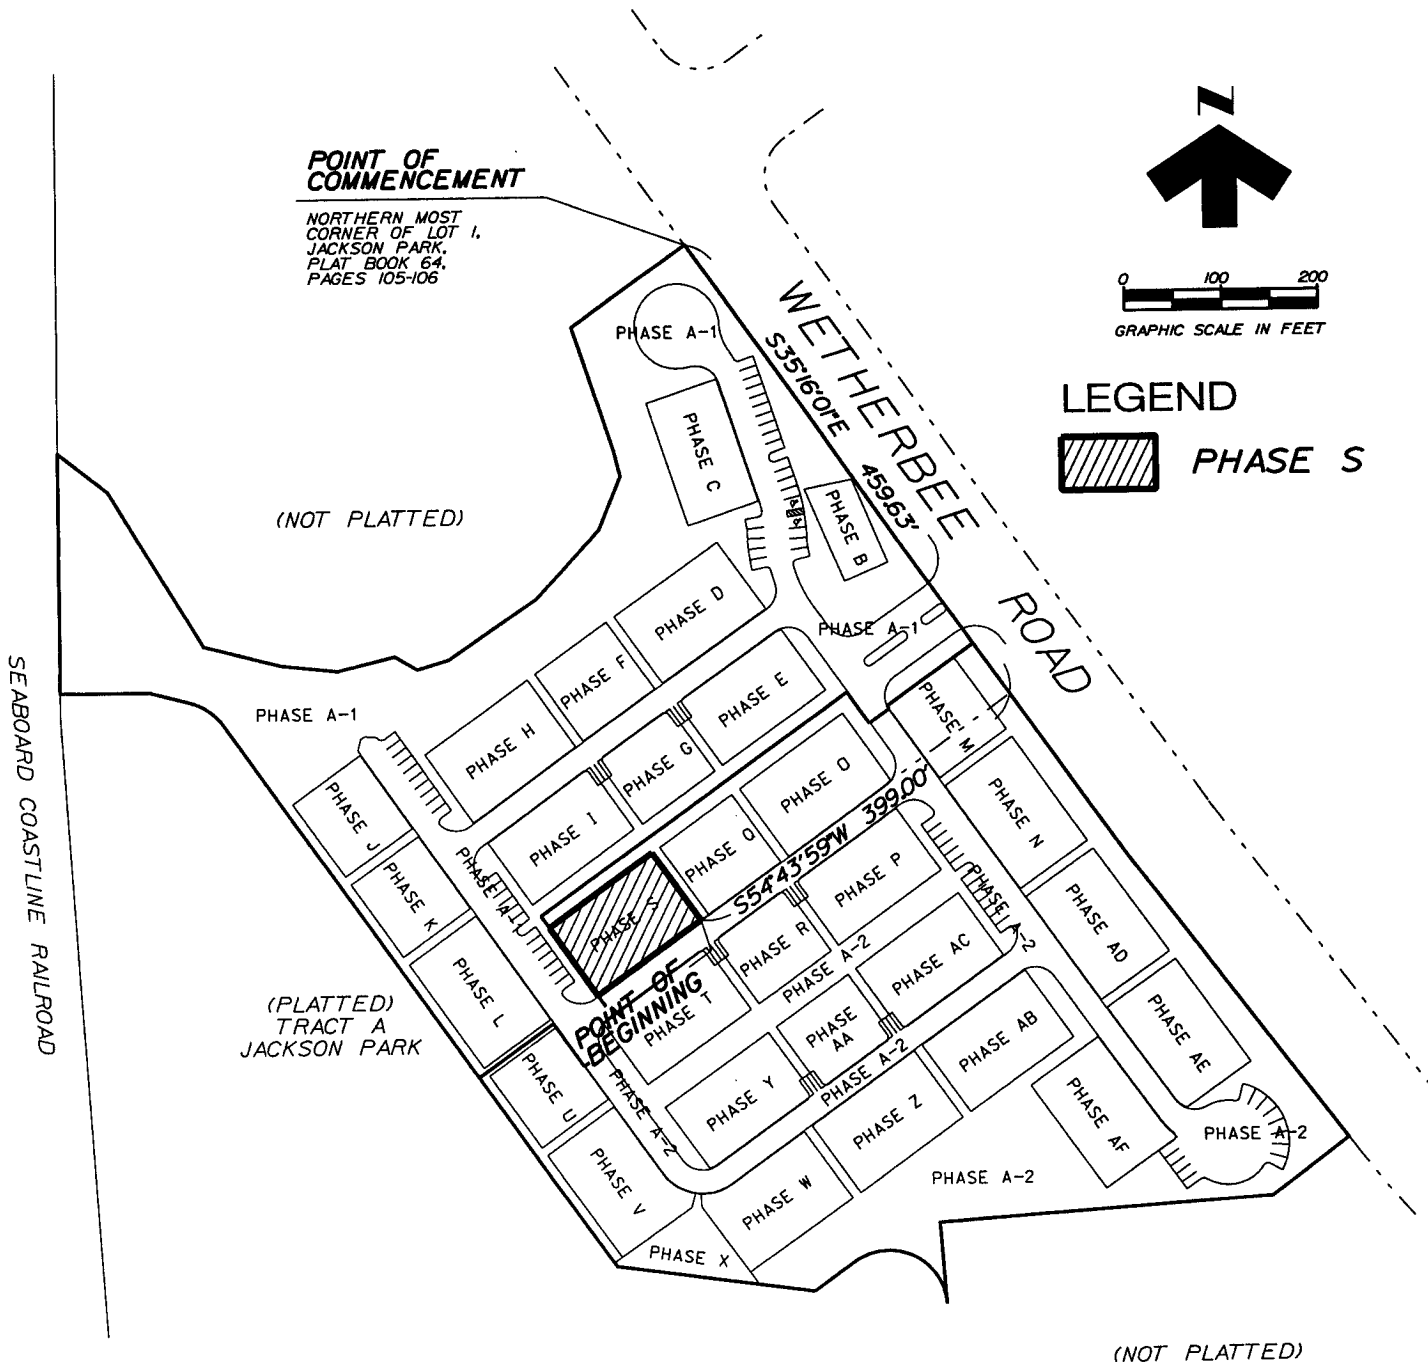 POINT OF
COMMENCEMENT
NORTHERN MOST
CORNER OF LOT 1,
JACKSON PARK,
PLAT BOOK 64,
PAGES 105-106
N
0 100 200
GRAPHIC SCALE IN FEET
LEGEND
PHASE S
WETHERBEE
ROAD
S35°16'01"E
459.63'
PHASE A-1
PHASE C
PHASE B
(NOT PLATTED)
PHASE D
PHASE A-1
PHASE F
PHASE E
PHASE H
PHASE G
PHASE A-1
PHASE M
PHASE I
PHASE O
PHASE J
PHASE N
S54°43'59"W 399.00'
PHASE Q
PHASE P
PHASE A-1
PHASE K
PHASE A-2
PHASE S
PHASE L
PHASE R
PHASE AC
PHASE AD
PHASE A-2
POINT OF
BEGINNING
PHASE T
SEABOARD COASTLINE RAILROAD
(PLATTED)
TRACT A
JACKSON PARK
PHASE
AA
PHASE AB
PHASE AE
PHASE U
PHASE A-2
PHASE Y
PHASE A-2
PHASE Z
PHASE AF
PHASE A-2
PHASE V
PHASE W
PHASE A-2
PHASE X
(NOT PLATTED)